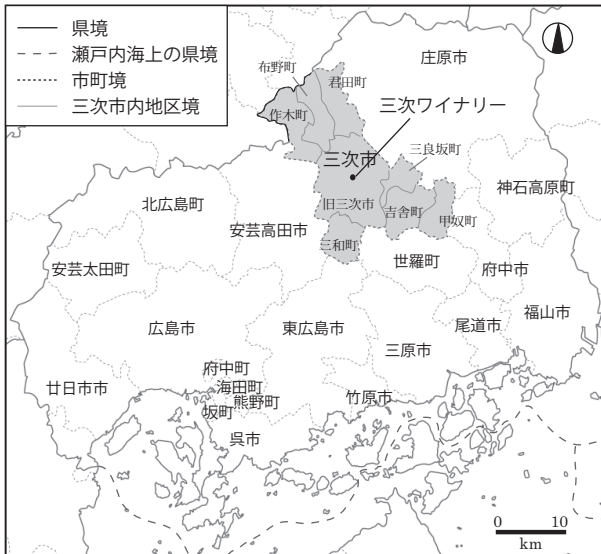 県境
瀬戸内海上の県境
市町境
三次市内地区境
庄原市
布野町
君田町
作木町
三次ワイナリー
三次市
三良坂町
神石高原町
北広島町
旧三次市
吉舎町
甲奴町
安芸高田市
三和町
安芸太田町
世羅町
府中市
福山市
広島市
東広島市
尾道市
三原市
府中町
廿日市市
海田町
熊野町
坂町
竹原市
呉市
0 10
km